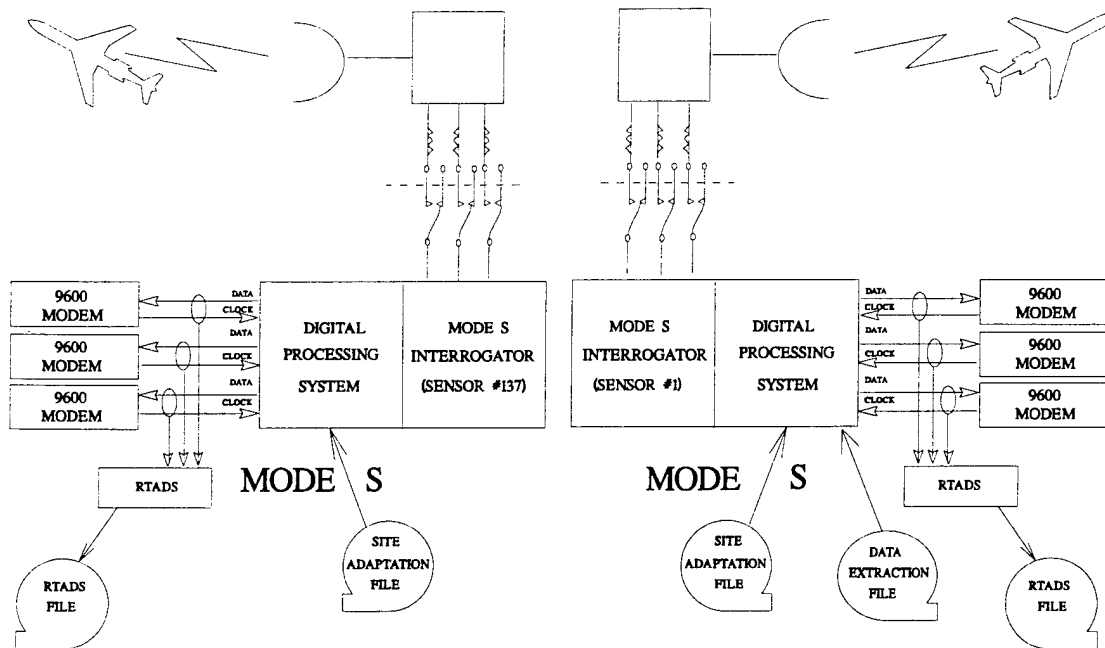 9600
MODEM
DATA
CLOCK
9600
MODEM
DATA
CLOCK
9600
MODEM
DATA
CLOCK
DIGITAL
PROCESSING
SYSTEM
MODE S
INTERROGATOR
(SENSOR #137)
RTADS
MODE S
RTADS
FILE
SITE
ADAPTATION
FILE
MODE S
INTERROGATOR
(SENSOR #1)
DIGITAL
PROCESSING
SYSTEM
DATA
CLOCK
9600
MODEM
DATA
CLOCK
9600
MODEM
DATA
CLOCK
9600
MODEM
MODE S
RTADS
SITE
ADAPTATION
FILE
DATA
EXTRACTION
FILE
RTADS
FILE